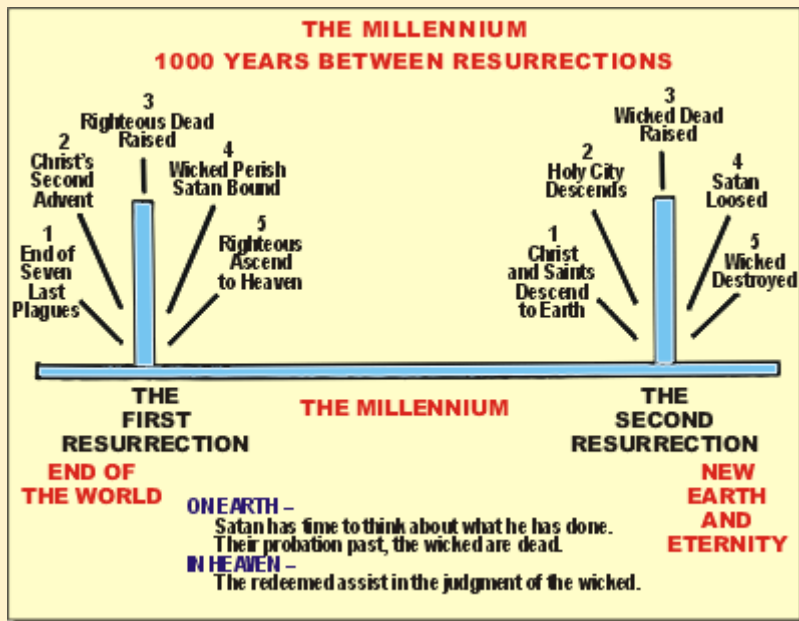 THE MILLENNIUM
1000 YEARS BETWEEN RESURRECTIONS
1
End of
Seven
Last
Plagues
2
Christ's
Second
Advent
3
Righteous Dead
Raised
4
Wicked Perish
Satan Bound
5
Righteous
Ascend
to Heaven
1
Christ
and Saints
Descend
to Earth
2
Holy City
Descends
3
Wicked Dead
Raised
4
Satan
Loosed
5
Wicked
Destroyed
THE
FIRST
RESURRECTION
END OF
THE WORLD
THE MILLENNIUM
THE
SECOND
RESURRECTION
NEW
EARTH
AND
ETERNITY
ON EARTH –
Satan has time to think about what he has done.
Their probation past, the wicked are dead.
IN HEAVEN –
The redeemed assist in the judgment of the wicked.